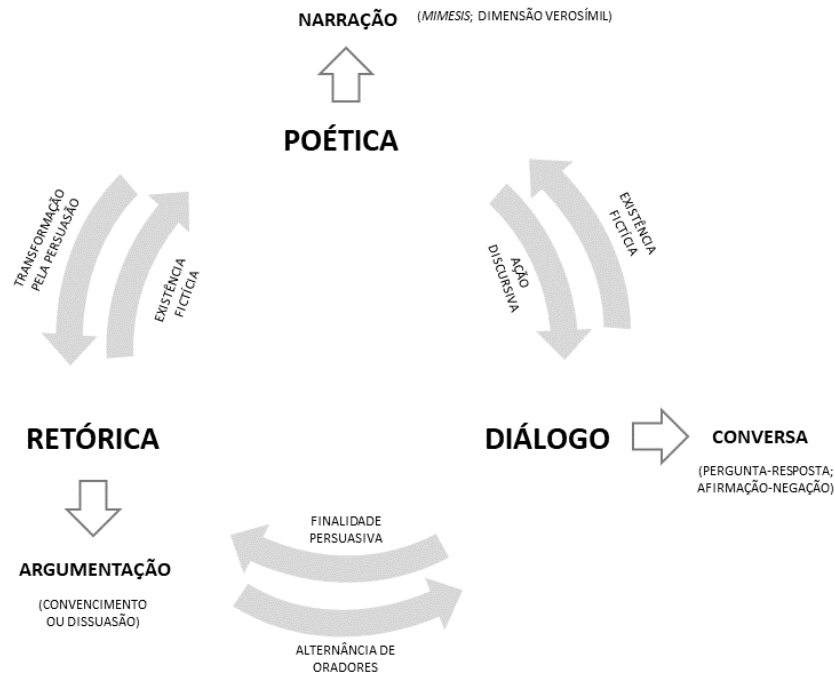 NARRAÇÃO (MIMESIS; DIMENSÃO VEROSÍMIL)
POÉTICA
TRANSFORMAÇÃO
PELA PERSUASÃO
EXISTÊNCIA
FICTÍCIA
AÇÃO
DISCURSIVA
EXISTÊNCIA
FICTÍCIA
RETÓRICA
DIÁLOGO
CONVERSA
(PERGUNTA-RESPOSTA;
AFIRMAÇÃO-NEGAÇÃO)
FINALIDADE
PERSUASIVA
ARGUMENTAÇÃO
(CONVENCIMENTO
OU DISSUASÃO)
ALTERNÂNCIA DE
ORADORES